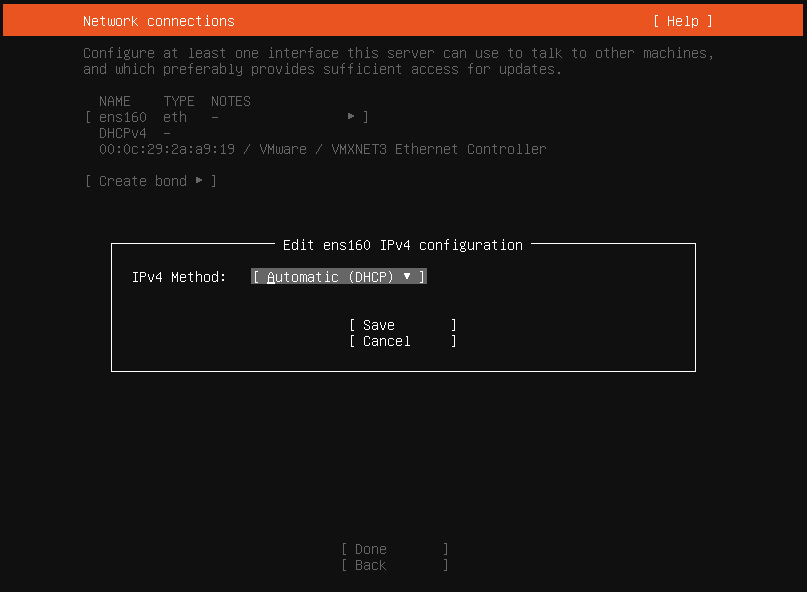 Network connections [ Help ]
Configure at least one interface this server can use to talk to other machines,
and which preferably provides sufficient access for updates.
NAME TYPE NOTES
[ ens160 eth - ▸ ]
DHCPv4 -
00:0c:29:2a:a9:19 / VMware / VMXNET3 Ethernet Controller
[ Create bond ▸ ]
Edit ens160 IPv4 configuration
IPv4 Method: [ Automatic (DHCP) ▾ ]
[ Save ]
[ Cancel ]
[ Done ]
[ Back ]